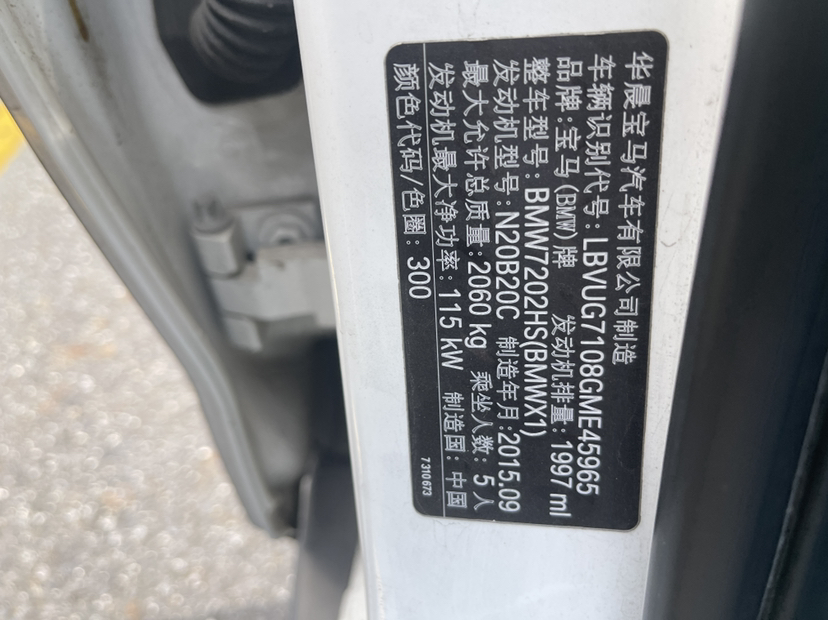 华晨宝马汽车有限公司制造
车辆识别代号:LBVUG7108GME45965
品牌:宝马(BMW)牌 发动机排量:1997 ml
整车型号:BMW7202HS(BMWX1)
发动机型号:N20B20C 制造年月:2015.09
最大允许总质量:2060 kg 乘坐人数:5 人
发动机最大净功率:115 kW 制造国:中国
颜色代码/色圈:300
7 310 673